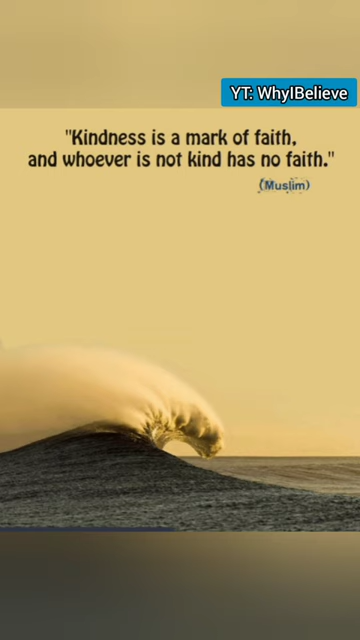 YT: WhyIBelieve
"Kindness is a mark of faith,
and whoever is not kind has no faith."
(Muslim)